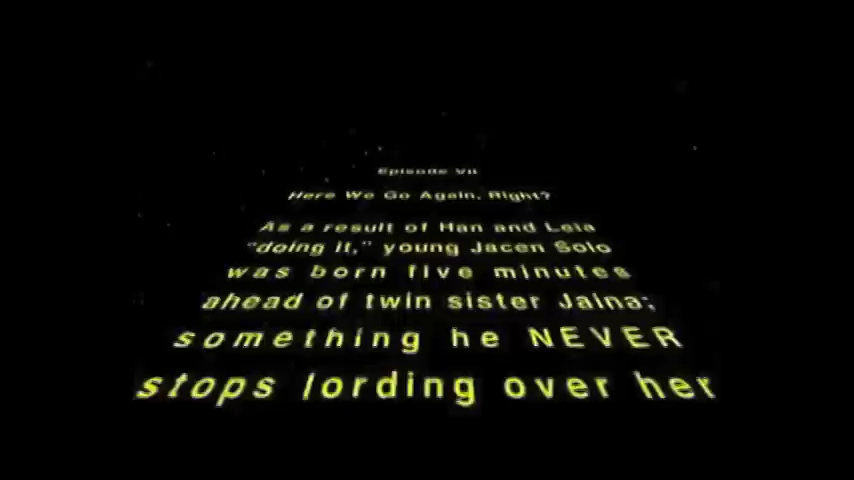 Episode VII
Here We Go Again, Right?
As a result of Han and Leia
"doing it," young Jacen Solo
was born five minutes
ahead of twin sister Jaina;
something he NEVER
stops lording over her